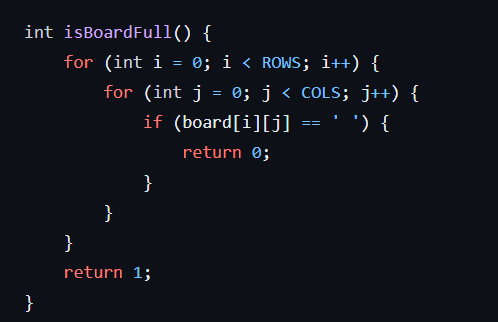 int isBoardFull() {
    for (int i = 0; i < ROWS; i++) {
        for (int j = 0; j < COLS; j++) {
            if (board[i][j] == ' ') {
                return 0;
            }
        }
    }
    return 1;
}